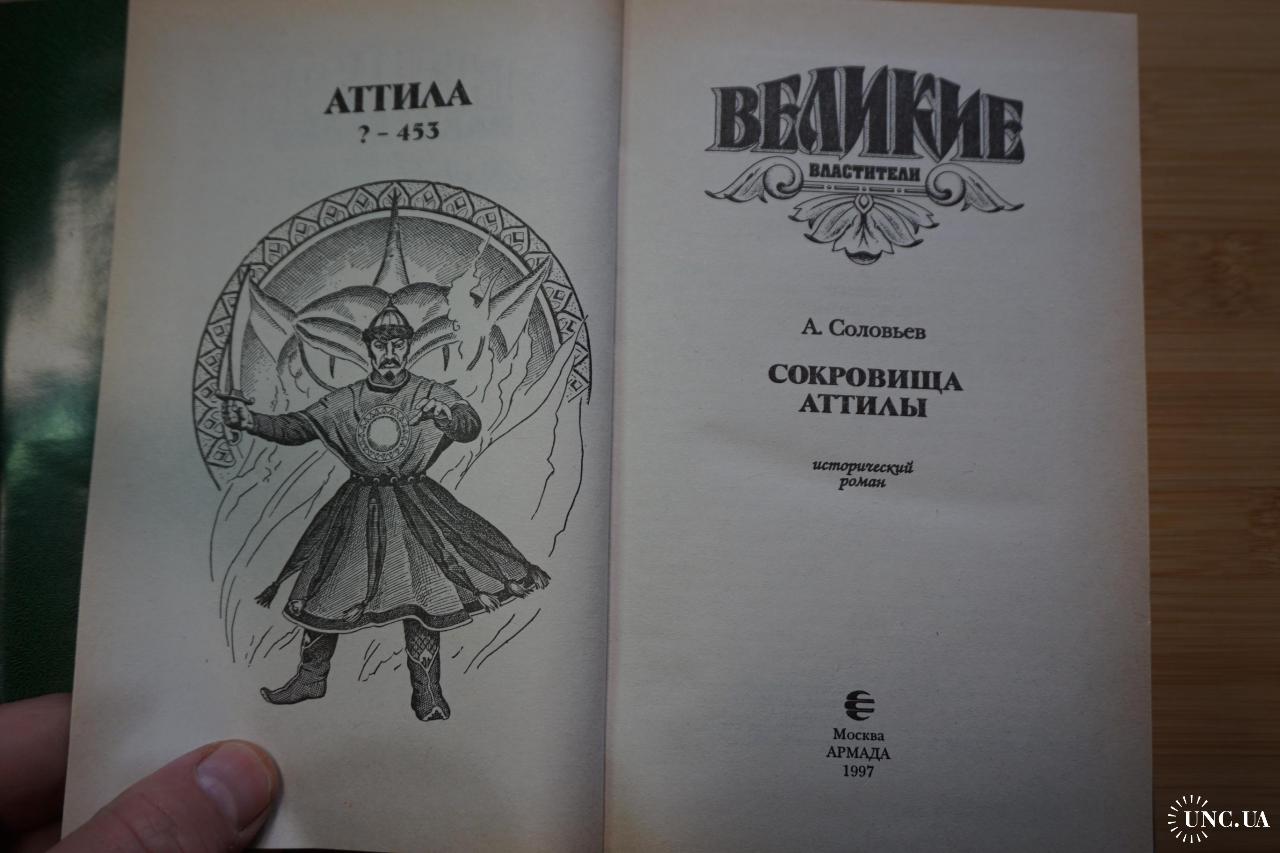 АТТИЛА
? – 453
ВЕЛИКИЕ
ВЛАСТИТЕЛИ
А. Соловьев
СОКРОВИЩА
АТТИЛЫ
исторический
роман
Москва
АРМАДА
1997
UNC.UA